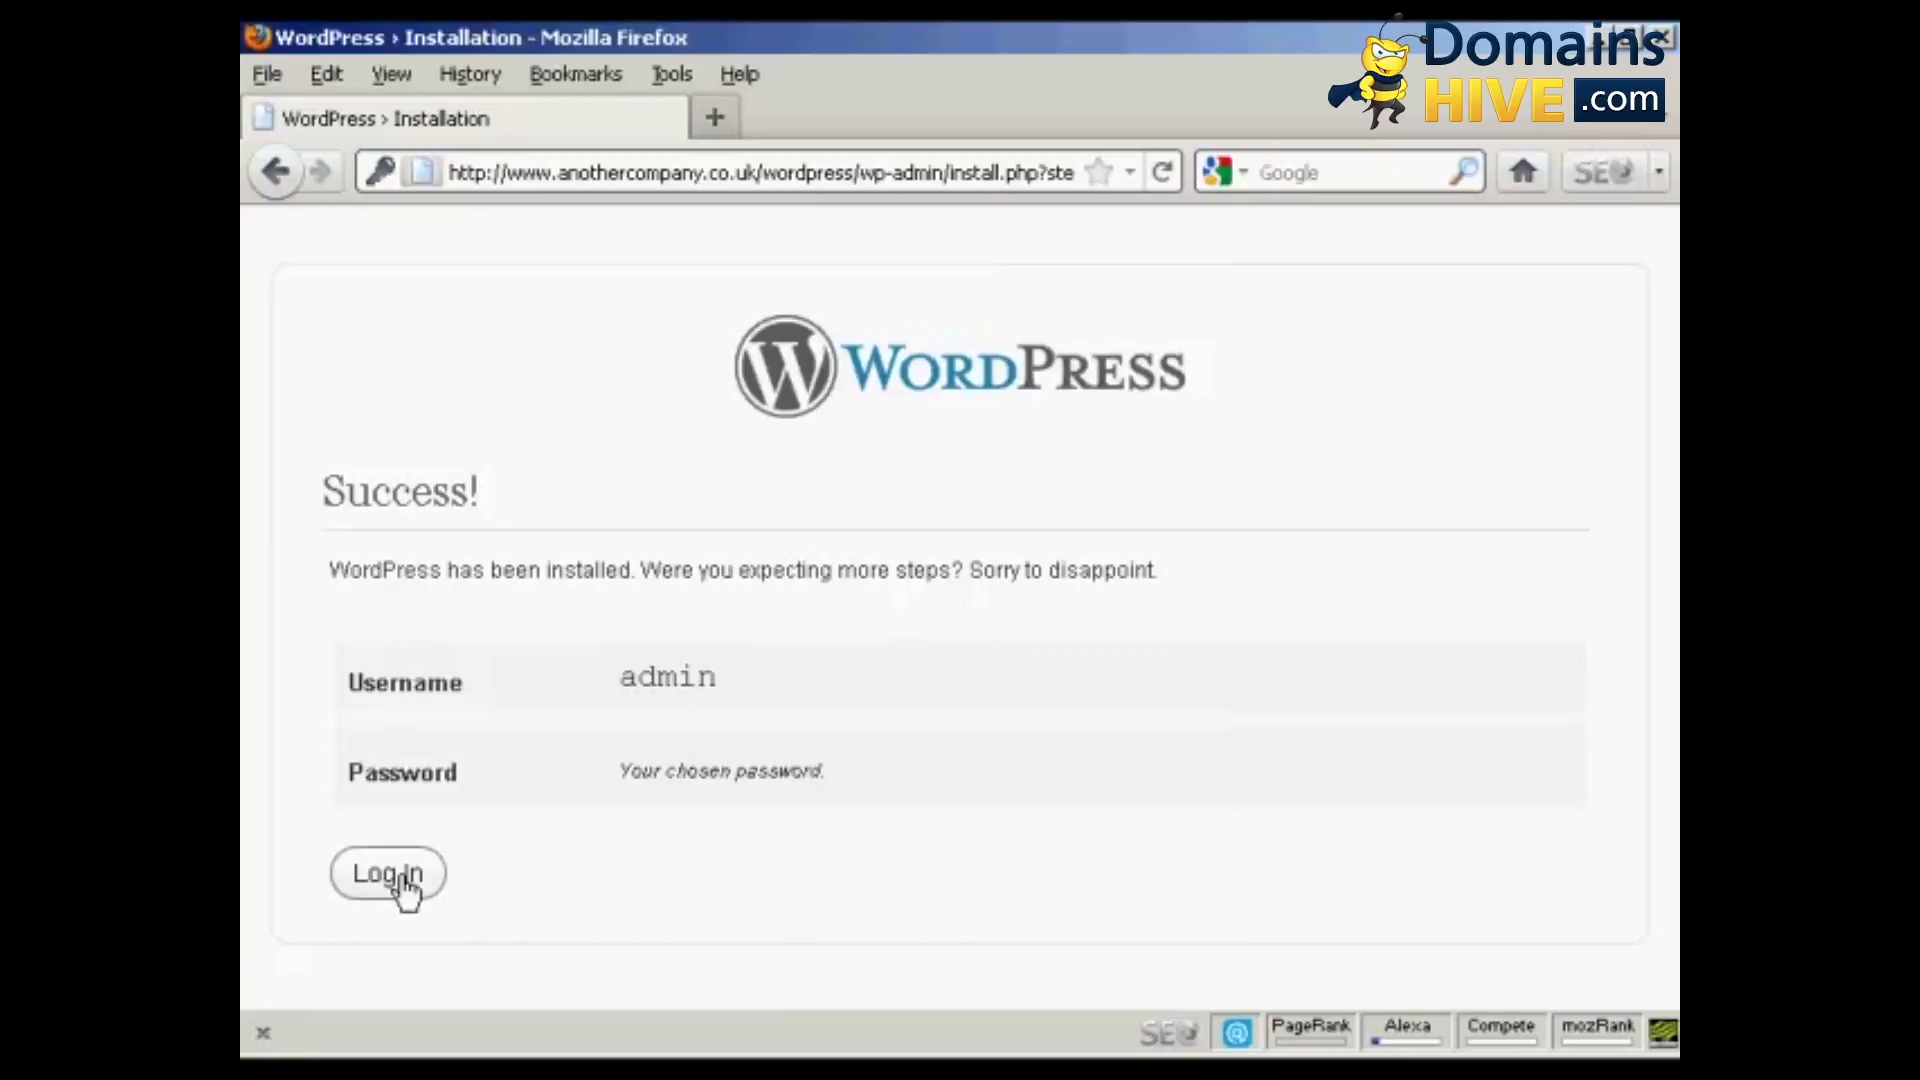 WordPress › Installation - Mozilla Firefox
Domains
HIVE .com
File Edit View History Bookmarks Tools Help
WordPress › Installation
+
http://www.anothercompany.co.uk/wordpress/wp-admin/install.php?ste
Google
SEO
WORDPRESS
Success!
WordPress has been installed. Were you expecting more steps? Sorry to disappoint.
Username admin
Password Your chosen password.
Log In
SEO PageRank Alexa Compete mozRank